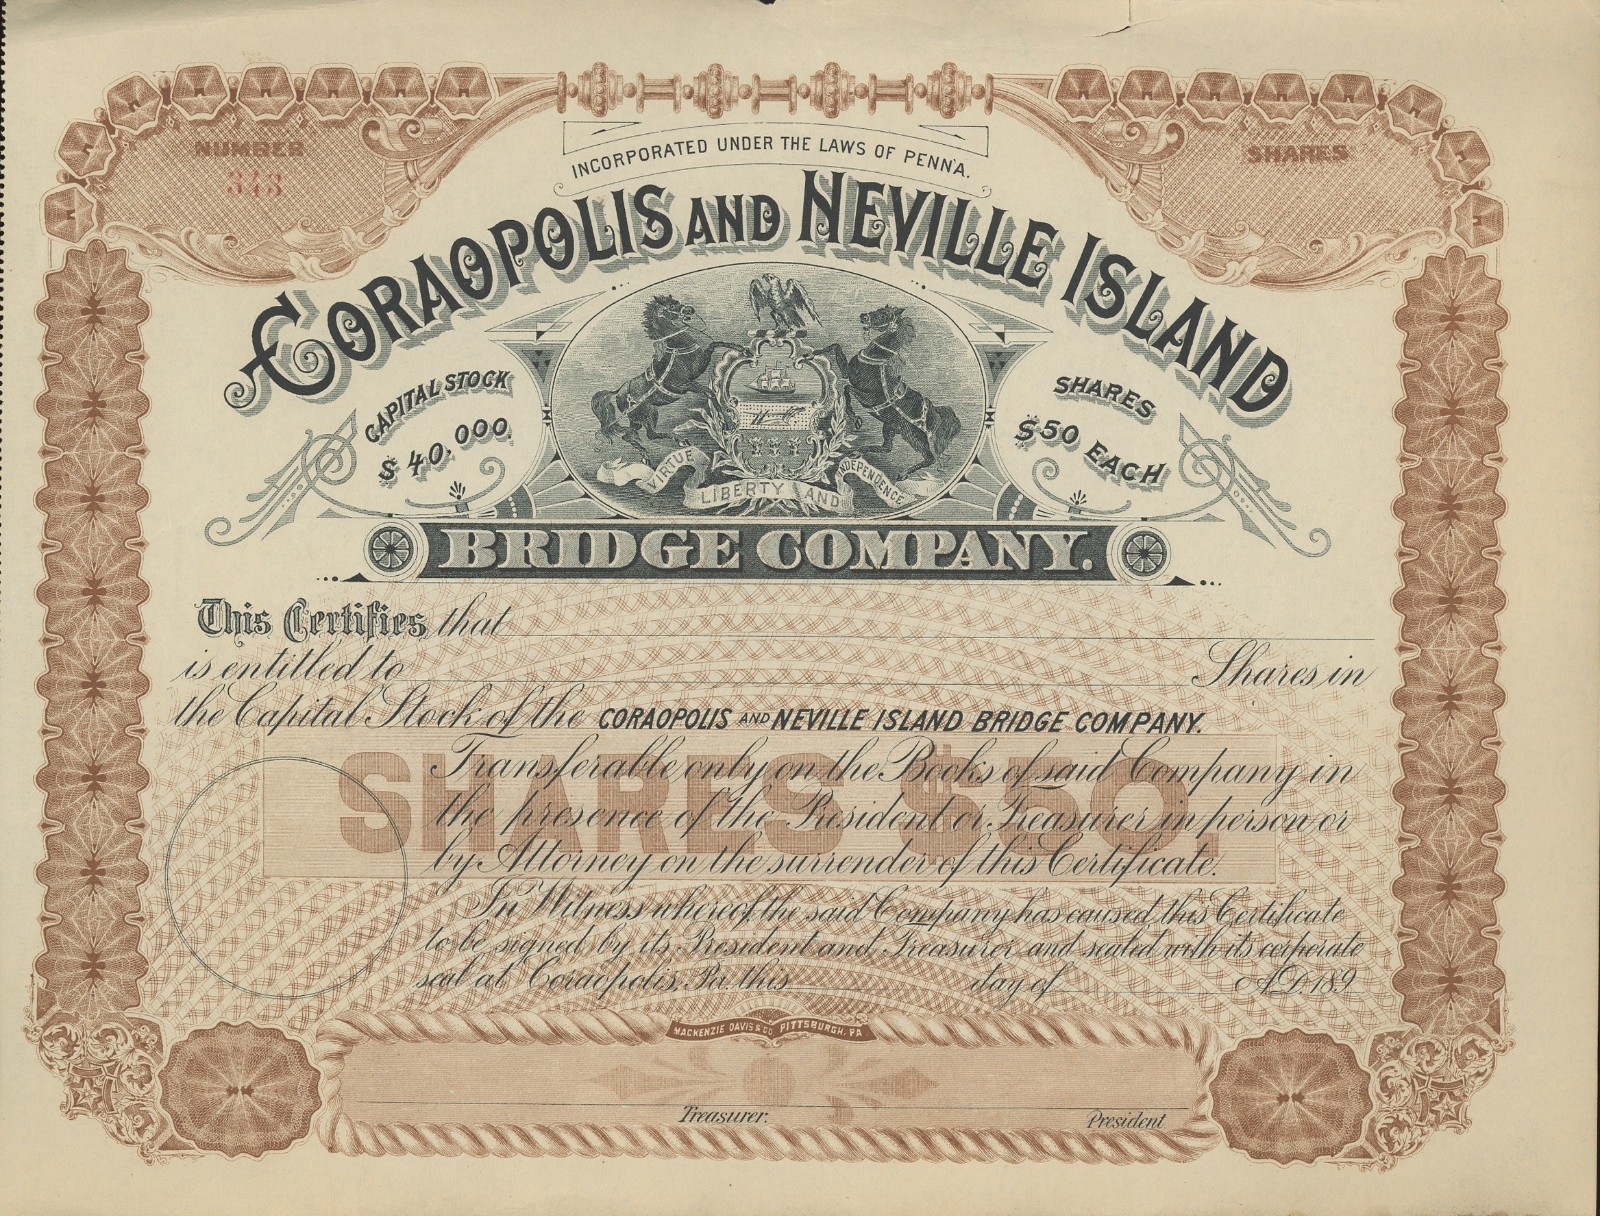 NUMBER
343
SHARES
INCORPORATED UNDER THE LAWS OF PENN'A.
CORAOPOLIS AND NEVILLE ISLAND
CAPITAL STOCK
$40,000.
SHARES
$50 EACH
VIRTUE
LIBERTY AND
INDEPENDENCE
BRIDGE COMPANY.
This Certifies that
is entitled to Shares in
the Capital Stock of the CORAOPOLIS AND NEVILLE ISLAND BRIDGE COMPANY.
SHARES $50.
Transferable only on the Books of said Company in
the presence of the President or Treasurer in person or
by Attorney on the surrender of this Certificate.
In Witness whereof, the said Company has caused this Certificate
to be signed by its President and Treasurer and sealed with its corporate
seal at Coraopolis, Pa. this day of A.D. 189
MACKENZIE DAVIS & CO. PITTSBURGH, PA
Treasurer.
President